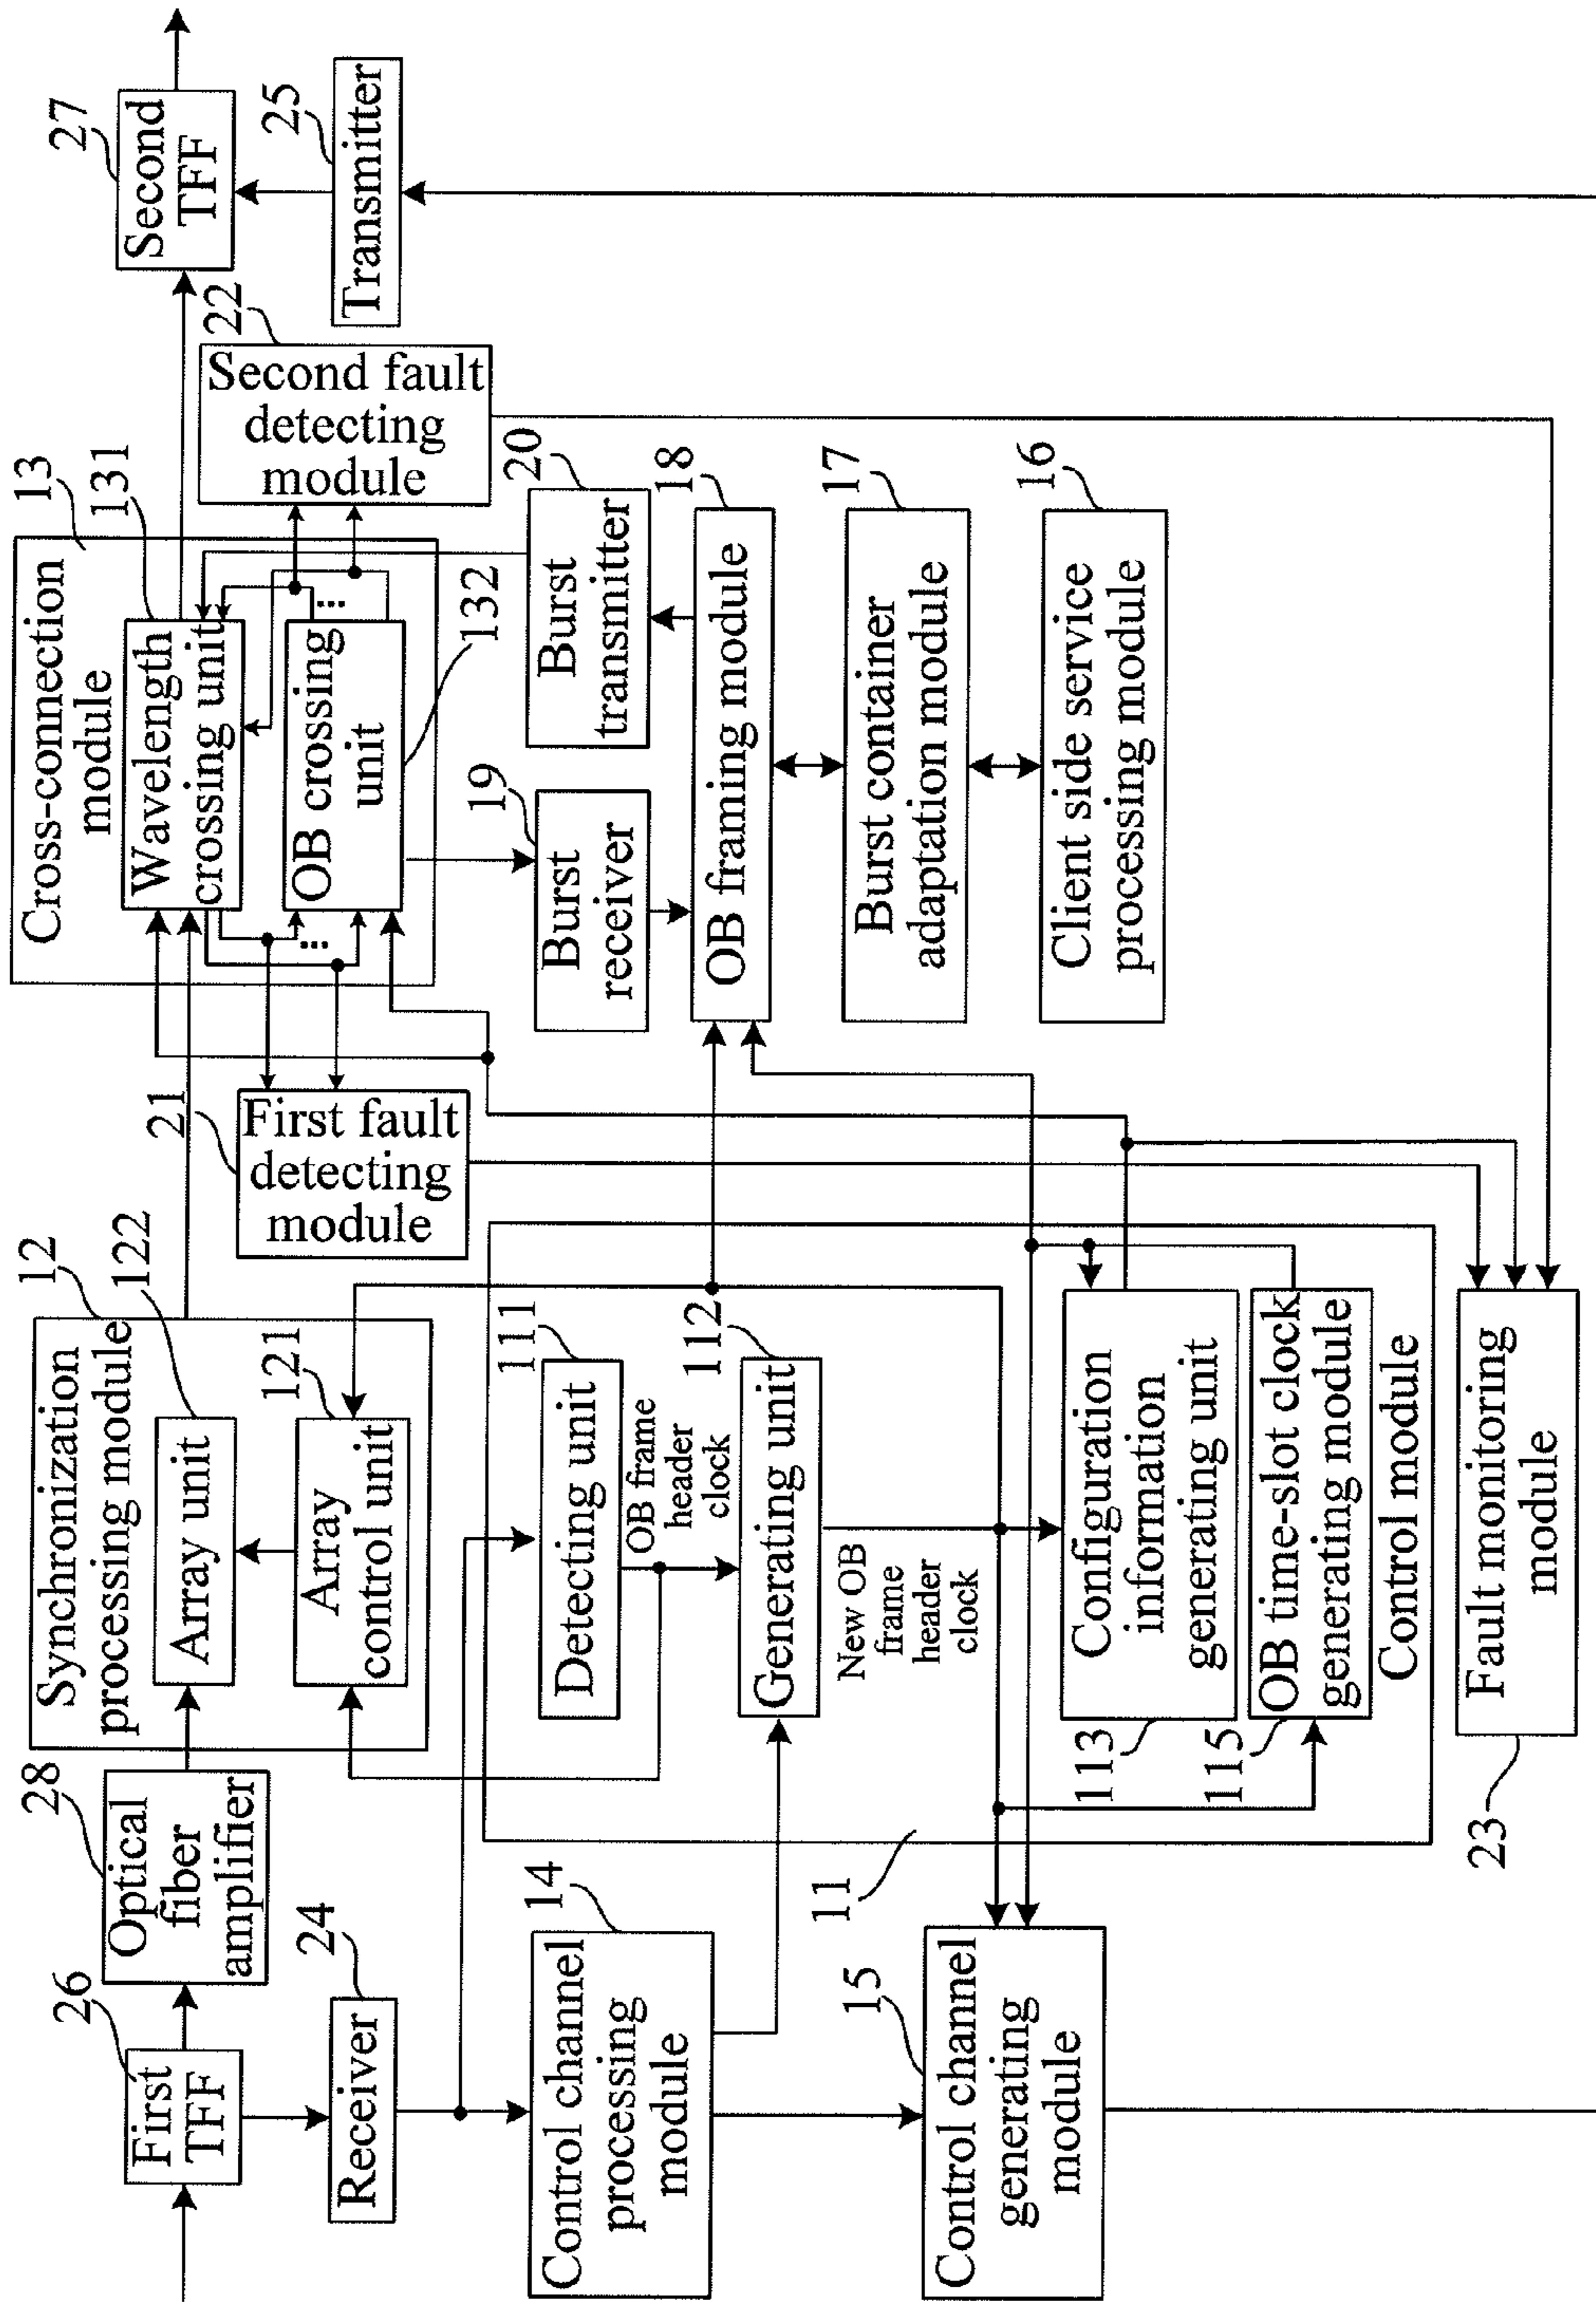 26
First
TFF
28
Optical
fiber
amplifier
24
Receiver
14
Control channel
processing
module
15
Control channel
generating
module
12
Synchronization
processing module
122
Array unit
121
Array
control unit
11
111
Detecting unit
OB frame
header
clock
112
Generating unit
New OB
frame
header
clock
113
Configuration
information
generating unit
115
OB time-slot clock
generating module
Control module
23
Fault monitoring
module
21
First fault
detecting
module
13
Cross-connection
module
131
Wavelength
crossing unit
...
...
OB crossing
unit
132
22
Second fault
detecting
module
19
Burst
receiver
20
Burst
transmitter
18
OB framing module
17
Burst container
adaptation module
16
Client side service
processing module
27
Second
TFF
25
Transmitter